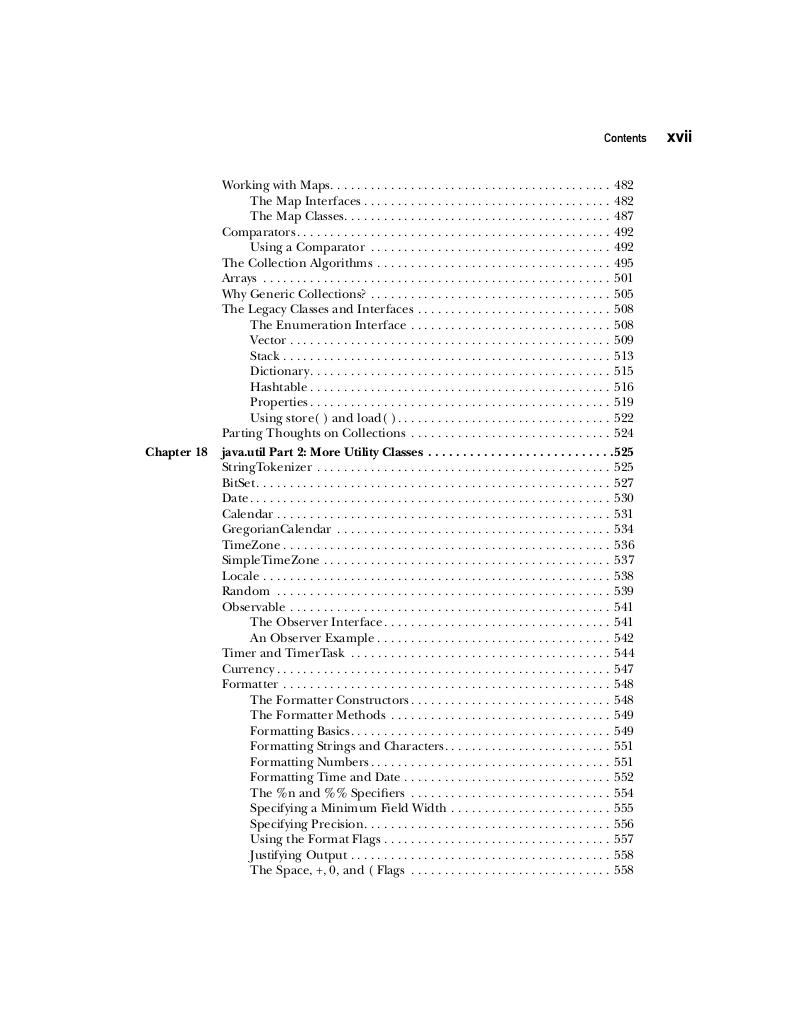 Contents xvii
Working with Maps. . . . . . . . . . . . . . . . . . . . . . . . . . . . . . . . . . . . . . . . . . 482
The Map Interfaces . . . . . . . . . . . . . . . . . . . . . . . . . . . . . . . . . . . . . 482
The Map Classes. . . . . . . . . . . . . . . . . . . . . . . . . . . . . . . . . . . . . . . . 487
Comparators. . . . . . . . . . . . . . . . . . . . . . . . . . . . . . . . . . . . . . . . . . . . . . . 492
Using a Comparator . . . . . . . . . . . . . . . . . . . . . . . . . . . . . . . . . . . . 492
The Collection Algorithms . . . . . . . . . . . . . . . . . . . . . . . . . . . . . . . . . . . 495
Arrays . . . . . . . . . . . . . . . . . . . . . . . . . . . . . . . . . . . . . . . . . . . . . . . . . . . . 501
Why Generic Collections? . . . . . . . . . . . . . . . . . . . . . . . . . . . . . . . . . . . . 505
The Legacy Classes and Interfaces . . . . . . . . . . . . . . . . . . . . . . . . . . . . . 508
The Enumeration Interface . . . . . . . . . . . . . . . . . . . . . . . . . . . . . . 508
Vector . . . . . . . . . . . . . . . . . . . . . . . . . . . . . . . . . . . . . . . . . . . . . . . . 509
Stack . . . . . . . . . . . . . . . . . . . . . . . . . . . . . . . . . . . . . . . . . . . . . . . . . 513
Dictionary. . . . . . . . . . . . . . . . . . . . . . . . . . . . . . . . . . . . . . . . . . . . . 515
Hashtable . . . . . . . . . . . . . . . . . . . . . . . . . . . . . . . . . . . . . . . . . . . . . 516
Properties . . . . . . . . . . . . . . . . . . . . . . . . . . . . . . . . . . . . . . . . . . . . . 519
Using store( ) and load( ) . . . . . . . . . . . . . . . . . . . . . . . . . . . . . . . . 522
Parting Thoughts on Collections . . . . . . . . . . . . . . . . . . . . . . . . . . . . . . 524
Chapter 18 java.util Part 2: More Utility Classes . . . . . . . . . . . . . . . . . . . . . . . . . . .525
StringTokenizer . . . . . . . . . . . . . . . . . . . . . . . . . . . . . . . . . . . . . . . . . . . . 525
BitSet. . . . . . . . . . . . . . . . . . . . . . . . . . . . . . . . . . . . . . . . . . . . . . . . . . . . . 527
Date . . . . . . . . . . . . . . . . . . . . . . . . . . . . . . . . . . . . . . . . . . . . . . . . . . . . . . 530
Calendar . . . . . . . . . . . . . . . . . . . . . . . . . . . . . . . . . . . . . . . . . . . . . . . . . . 531
GregorianCalendar . . . . . . . . . . . . . . . . . . . . . . . . . . . . . . . . . . . . . . . . . 534
TimeZone . . . . . . . . . . . . . . . . . . . . . . . . . . . . . . . . . . . . . . . . . . . . . . . . . 536
SimpleTimeZone . . . . . . . . . . . . . . . . . . . . . . . . . . . . . . . . . . . . . . . . . . . 537
Locale . . . . . . . . . . . . . . . . . . . . . . . . . . . . . . . . . . . . . . . . . . . . . . . . . . . . 538
Random . . . . . . . . . . . . . . . . . . . . . . . . . . . . . . . . . . . . . . . . . . . . . . . . . . 539
Observable . . . . . . . . . . . . . . . . . . . . . . . . . . . . . . . . . . . . . . . . . . . . . . . . 541
The Observer Interface . . . . . . . . . . . . . . . . . . . . . . . . . . . . . . . . . . 541
An Observer Example . . . . . . . . . . . . . . . . . . . . . . . . . . . . . . . . . . . 542
Timer and TimerTask . . . . . . . . . . . . . . . . . . . . . . . . . . . . . . . . . . . . . . . 544
Currency . . . . . . . . . . . . . . . . . . . . . . . . . . . . . . . . . . . . . . . . . . . . . . . . . . 547
Formatter . . . . . . . . . . . . . . . . . . . . . . . . . . . . . . . . . . . . . . . . . . . . . . . . . 548
The Formatter Constructors . . . . . . . . . . . . . . . . . . . . . . . . . . . . . . 548
The Formatter Methods . . . . . . . . . . . . . . . . . . . . . . . . . . . . . . . . . 549
Formatting Basics. . . . . . . . . . . . . . . . . . . . . . . . . . . . . . . . . . . . . . . 549
Formatting Strings and Characters. . . . . . . . . . . . . . . . . . . . . . . . . 551
Formatting Numbers . . . . . . . . . . . . . . . . . . . . . . . . . . . . . . . . . . . . 551
Formatting Time and Date . . . . . . . . . . . . . . . . . . . . . . . . . . . . . . . 552
The %n and %% Specifiers . . . . . . . . . . . . . . . . . . . . . . . . . . . . . . 554
Specifying a Minimum Field Width . . . . . . . . . . . . . . . . . . . . . . . . 555
Specifying Precision. . . . . . . . . . . . . . . . . . . . . . . . . . . . . . . . . . . . . 556
Using the Format Flags . . . . . . . . . . . . . . . . . . . . . . . . . . . . . . . . . . 557
Justifying Output . . . . . . . . . . . . . . . . . . . . . . . . . . . . . . . . . . . . . . . 558
The Space, +, 0, and ( Flags . . . . . . . . . . . . . . . . . . . . . . . . . . . . . . 558